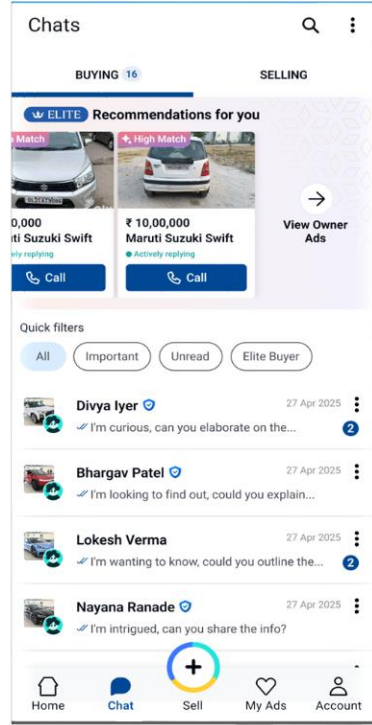 Chats
BUYING 16
SELLING
ELITE Recommendations for you
Match
High Match
0,000
ti Suzuki Swift
ely replying
Call
₹ 10,00,000
Maruti Suzuki Swift
Actively replying
Call
View Owner
Ads
Quick filters
All
Important
Unread
Elite Buyer
Divya Iyer
27 Apr 2025
I'm curious, can you elaborate on the...
2
Bhargav Patel
27 Apr 2025
I'm looking to find out, could you explain...
Lokesh Verma
27 Apr 2025
I'm wanting to know, could you outline the...
2
Nayana Ranade
27 Apr 2025
I'm intrigued, can you share the info?
Home
Chat
Sell
My Ads
Account